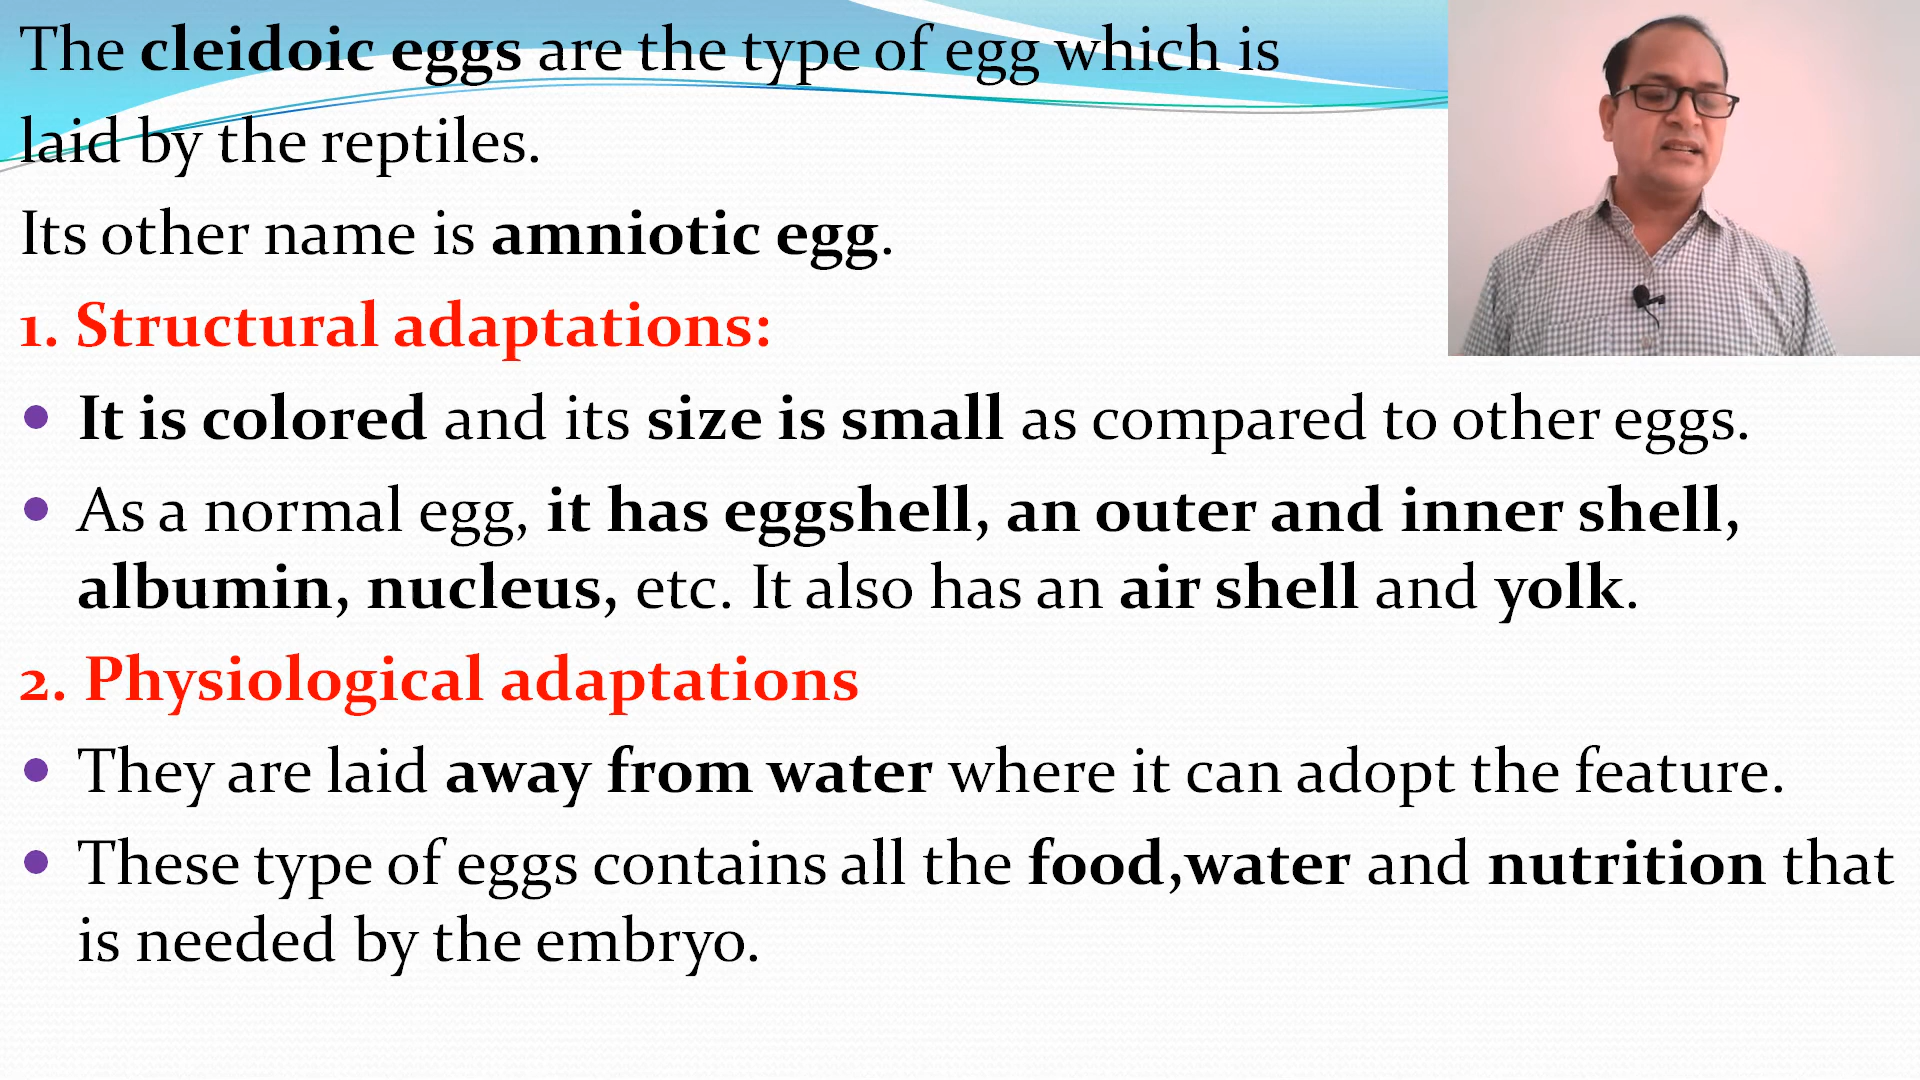 The cleidoic eggs are the type of egg which is
laid by the reptiles.
Its other name is amniotic egg.
1. Structural adaptations:
• It is colored and its size is small as compared to other eggs.
• As a normal egg, it has eggshell, an outer and inner shell,
albumin, nucleus, etc. It also has an air shell and yolk.
2. Physiological adaptations
• They are laid away from water where it can adopt the feature.
• These type of eggs contains all the food,water and nutrition that
is needed by the embryo.